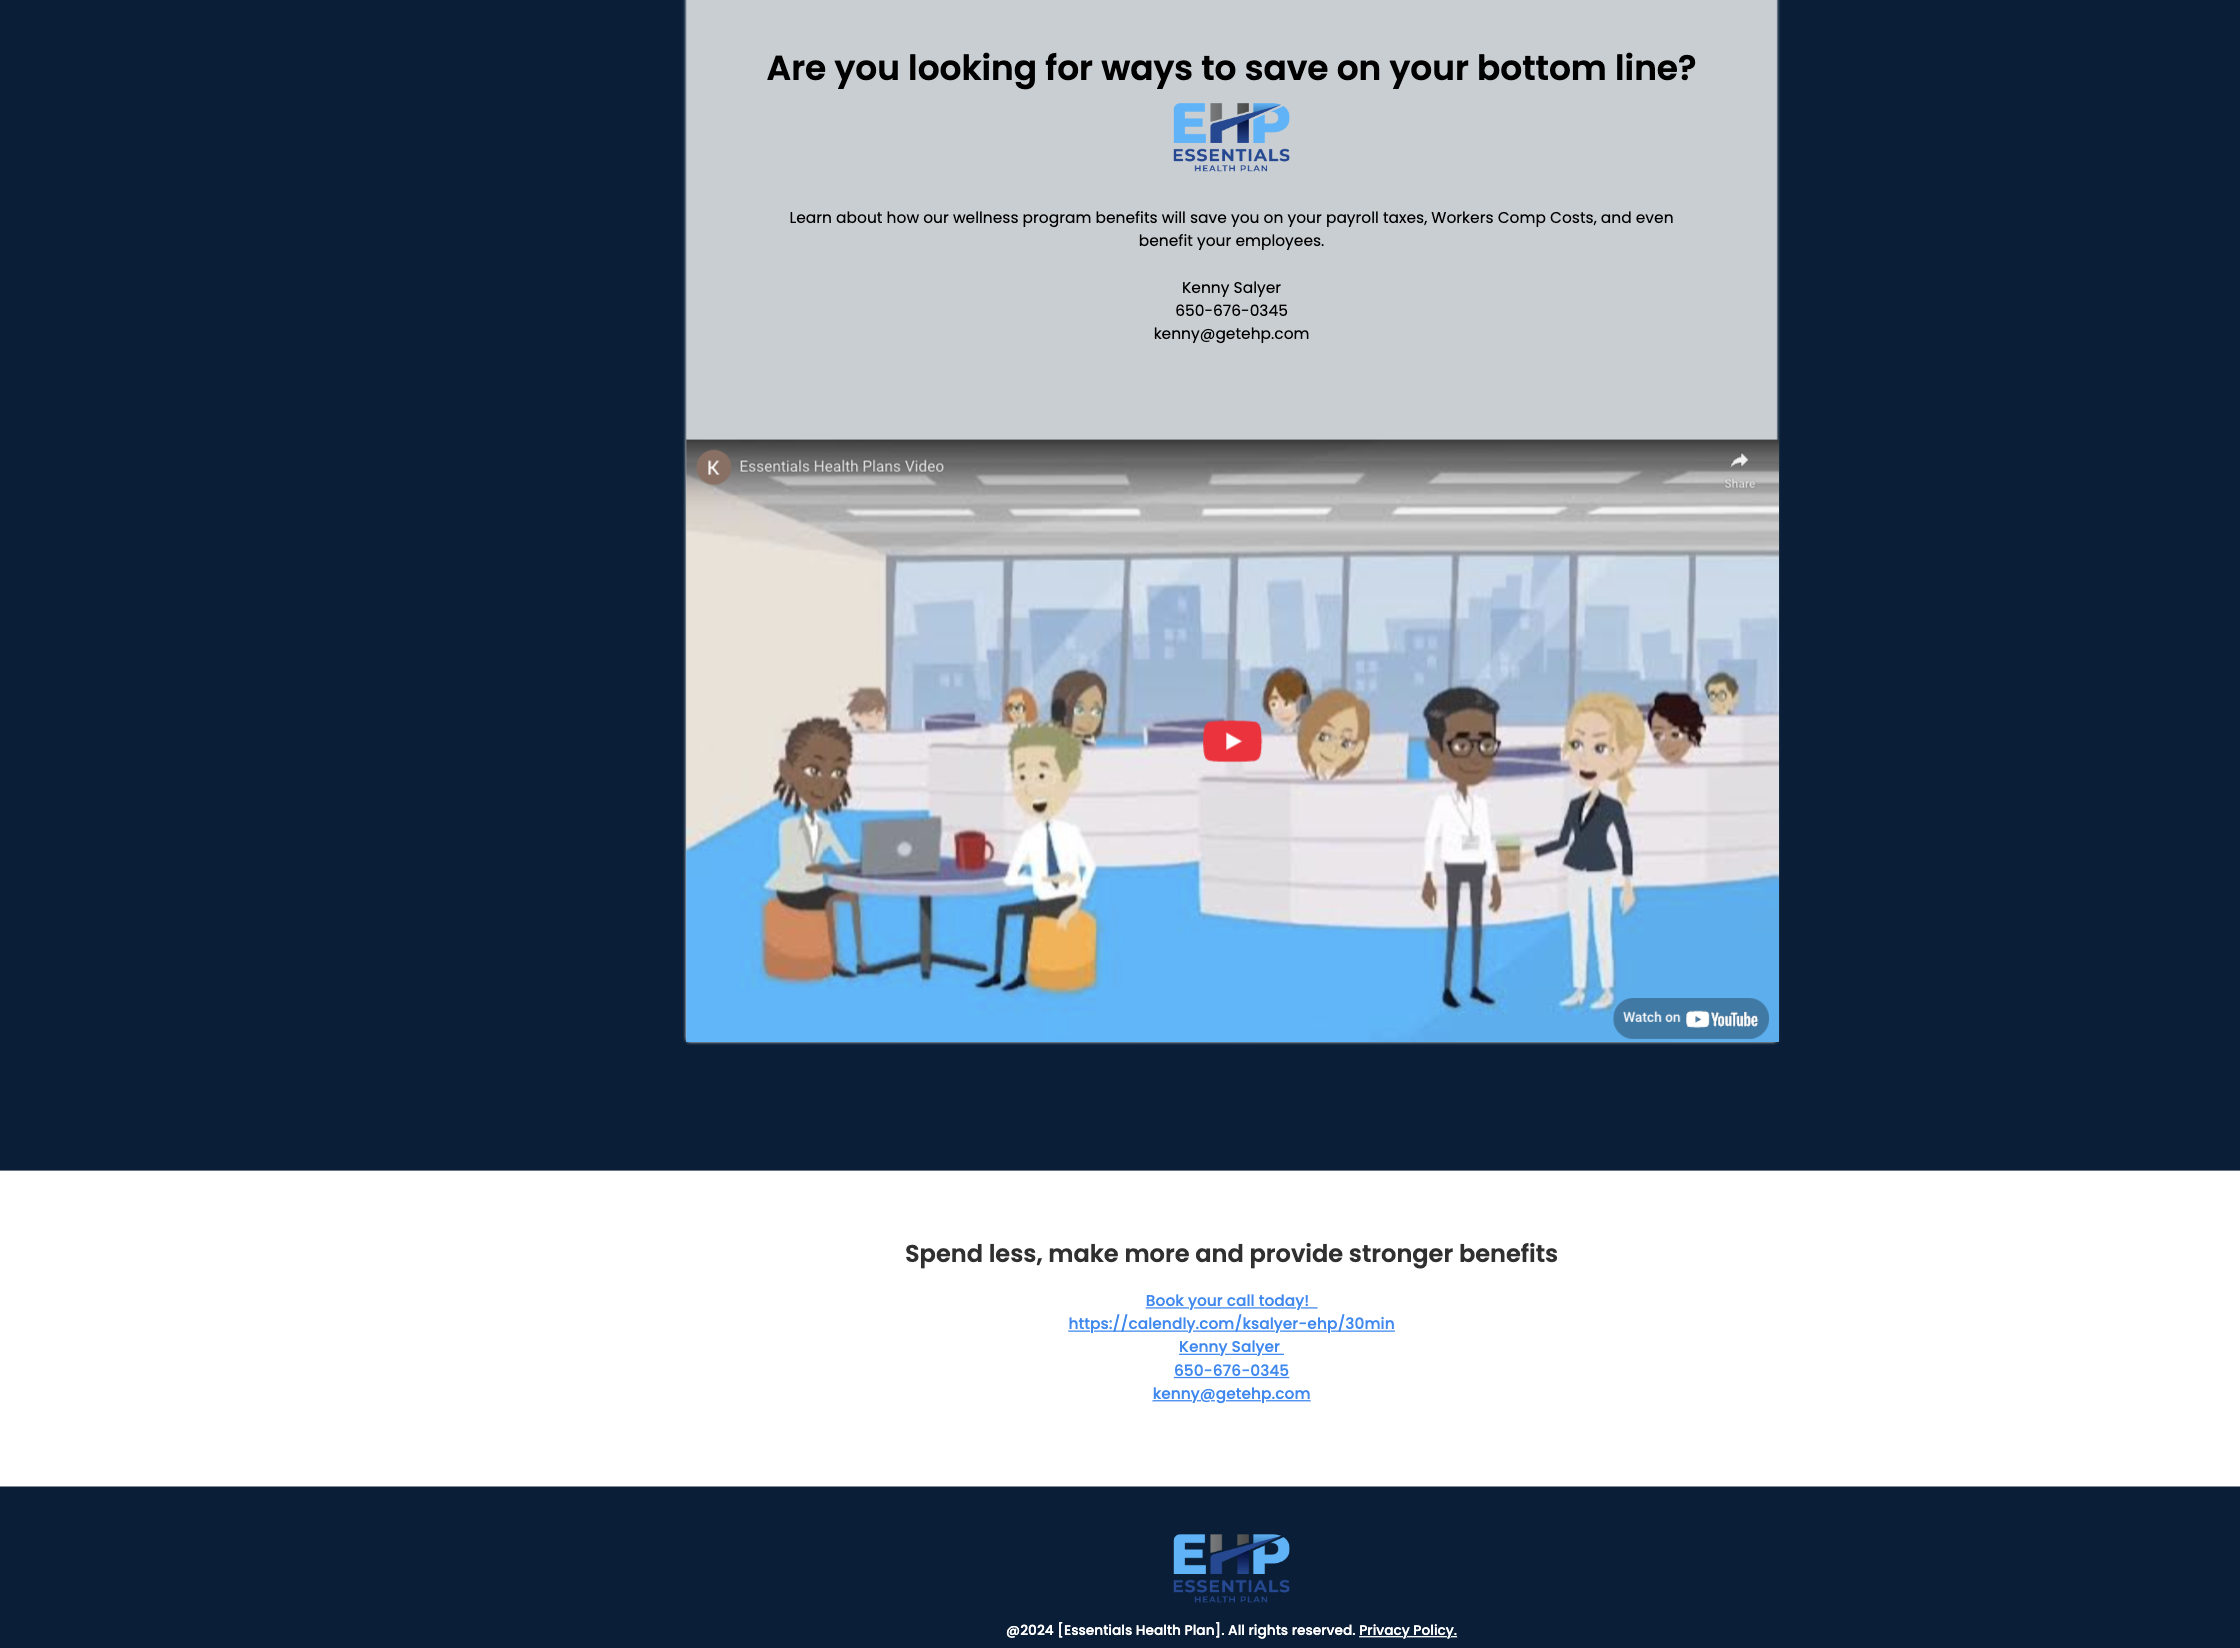 Are you looking for ways to save on your bottom line?
EHP
ESSENTIALS
HEALTH PLAN
Learn about how our wellness program benefits will save you on your payroll taxes, Workers Comp Costs, and even
benefit your employees.
Kenny Salyer
650-676-0345
kenny@getehp.com
K Essentials Health Plans Video
Share
Watch on YouTube
Spend less, make more and provide stronger benefits
Book your call today!
https://calendly.com/ksalyer-ehp/30min
Kenny Salyer
650-676-0345
kenny@getehp.com
EHP
ESSENTIALS
HEALTH PLAN
@2024 [Essentials Health Plan]. All rights reserved. Privacy Policy.